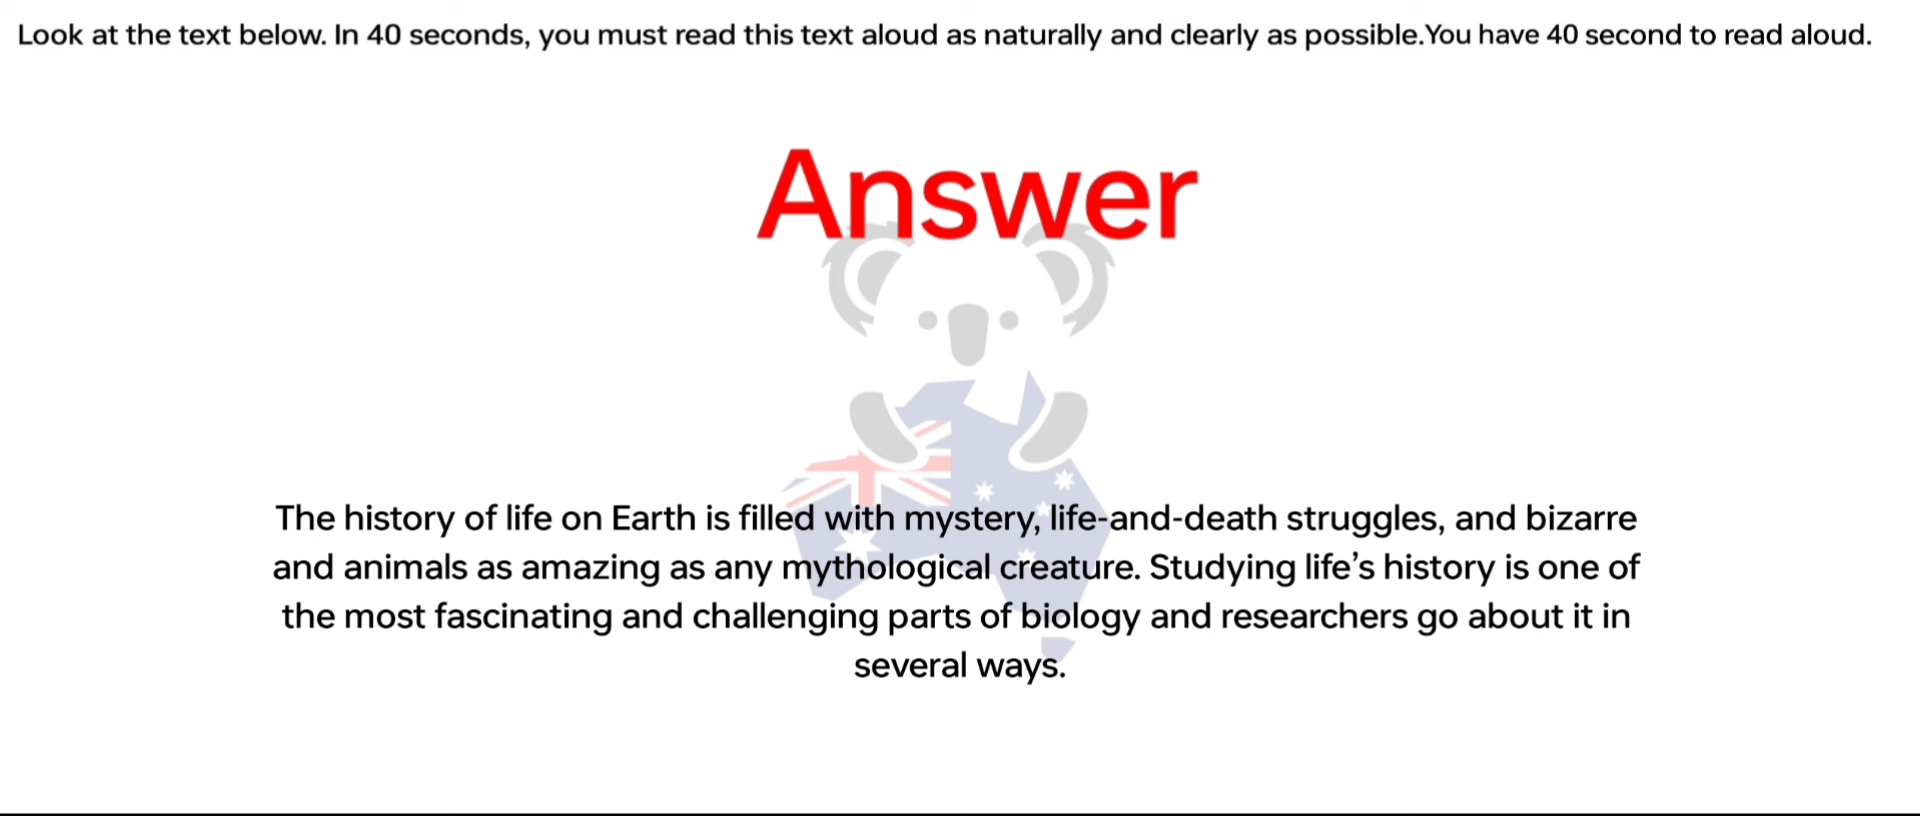 Look at the text below. In 40 seconds, you must read this text aloud as naturally and clearly as possible.You have 40 second to read aloud.
Answer
The history of life on Earth is filled with mystery, life-and-death struggles, and bizarre
and animals as amazing as any mythological creature. Studying life’s history is one of
the most fascinating and challenging parts of biology and researchers go about it in
several ways.